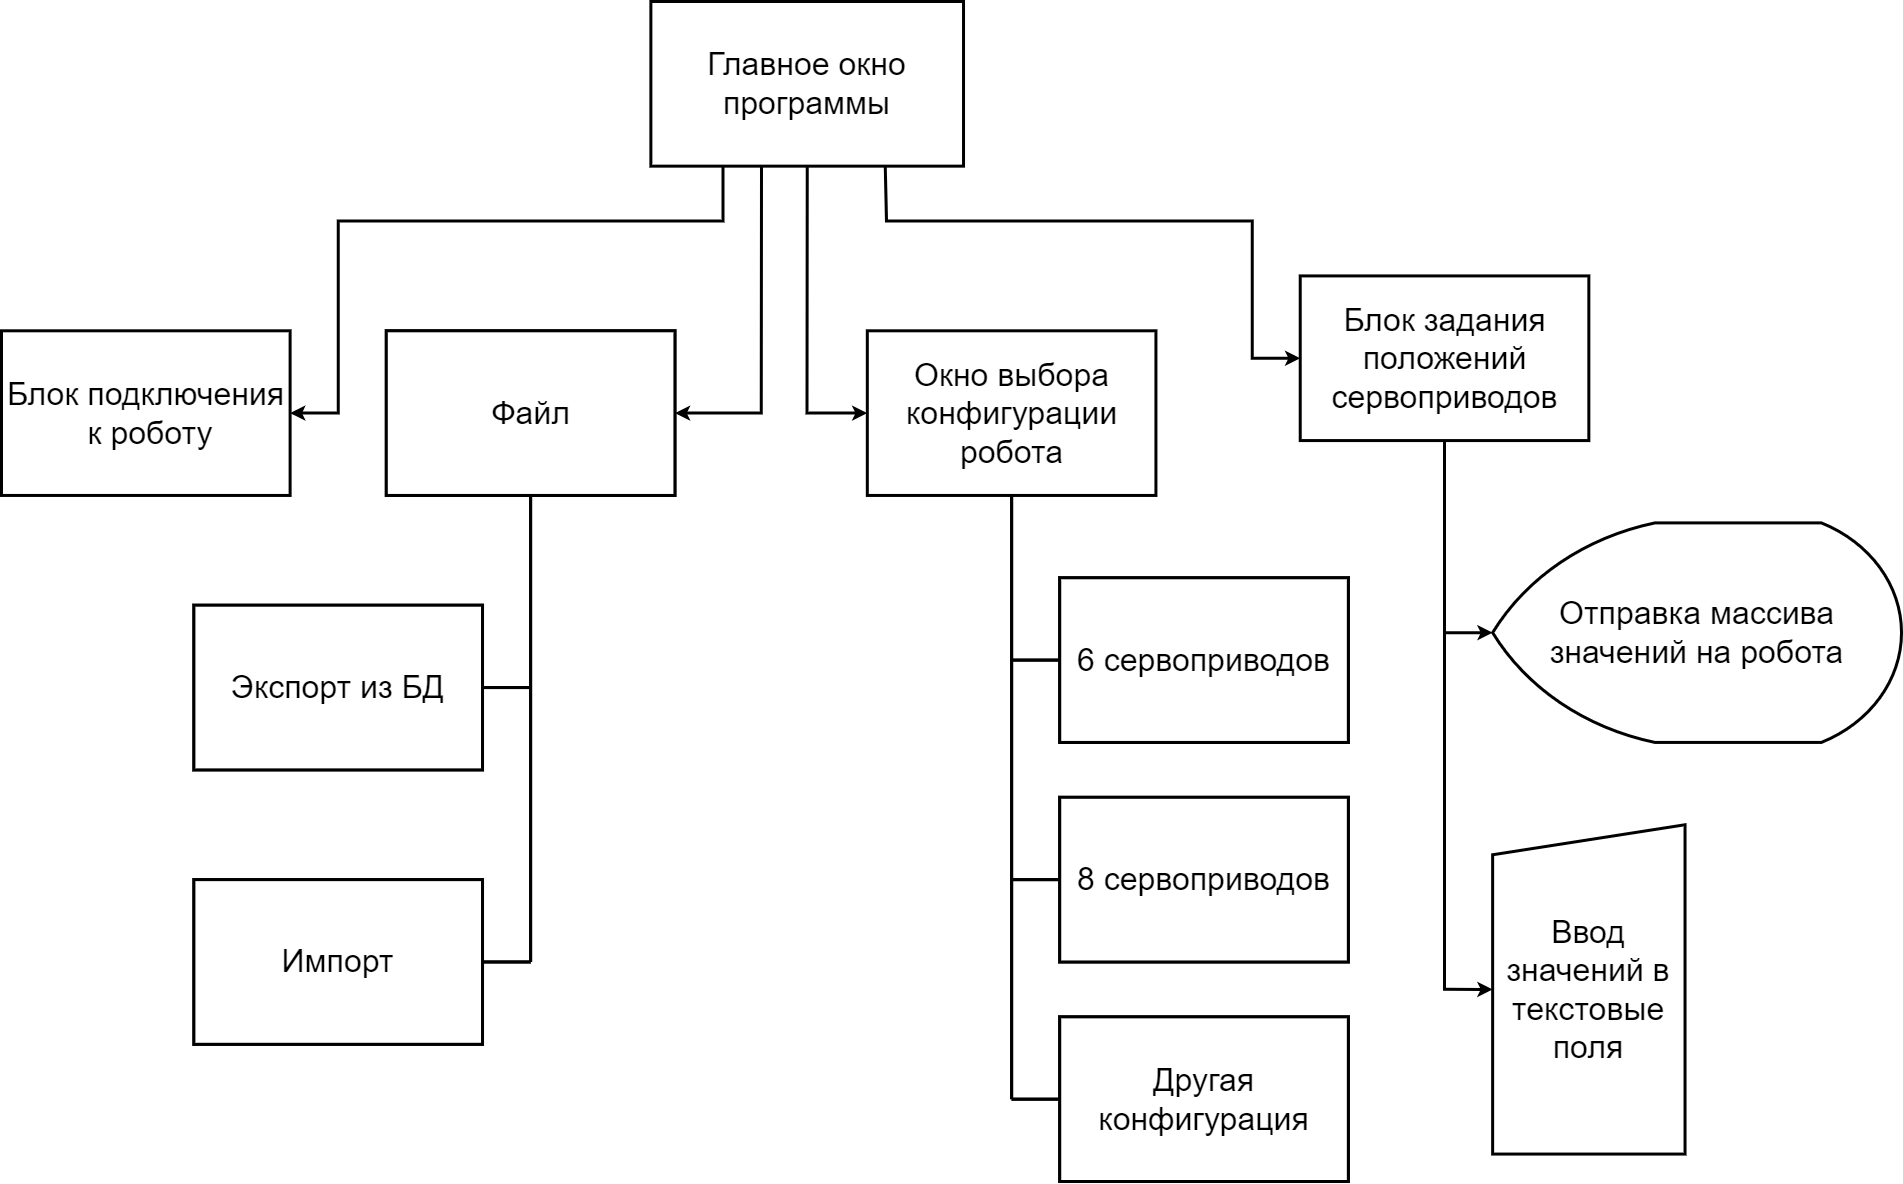 Главное окно
программы
Блок подключения
к роботу
Файл
Окно выбора
конфигурации
робота
Блок задания
положений
сервоприводов
Экспорт из БД
Импорт
6 сервоприводов
8 сервоприводов
Другая
конфигурация
Отправка массива
значений на робота
Ввод
значений в
текстовые
поля